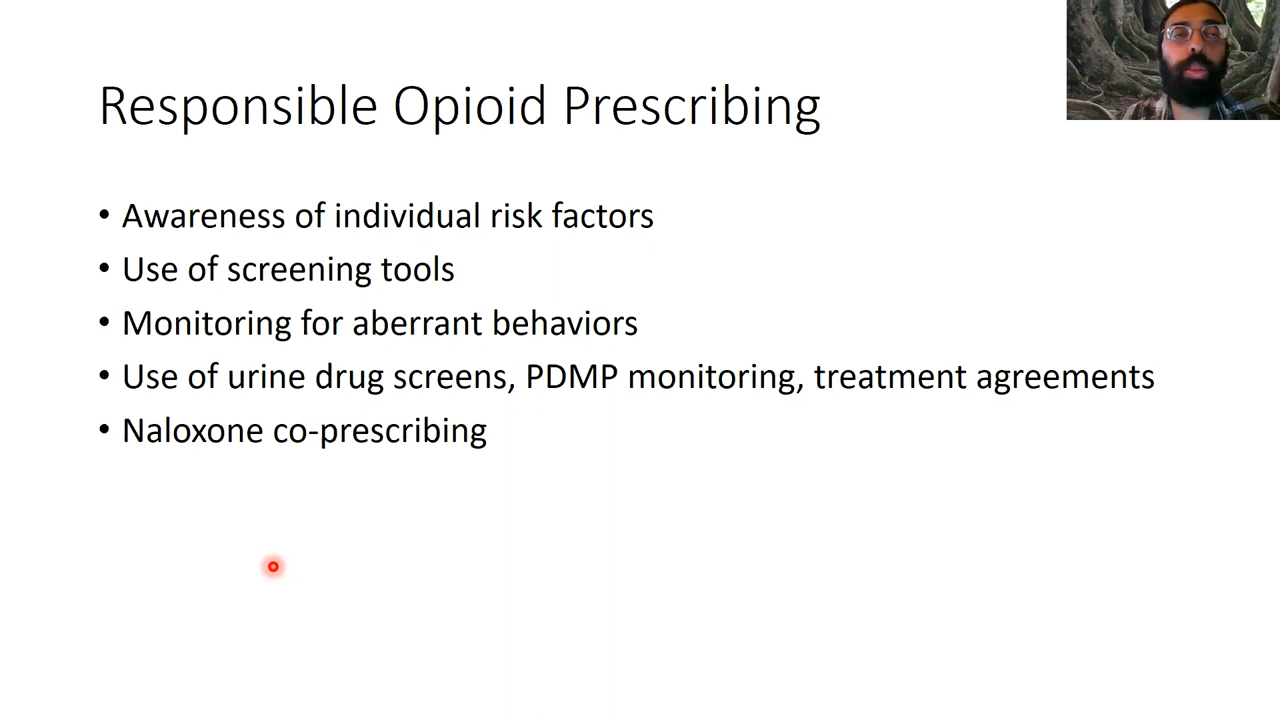 Responsible Opioid Prescribing
• Awareness of individual risk factors
• Use of screening tools
• Monitoring for aberrant behaviors
• Use of urine drug screens, PDMP monitoring, treatment agreements
• Naloxone co-prescribing